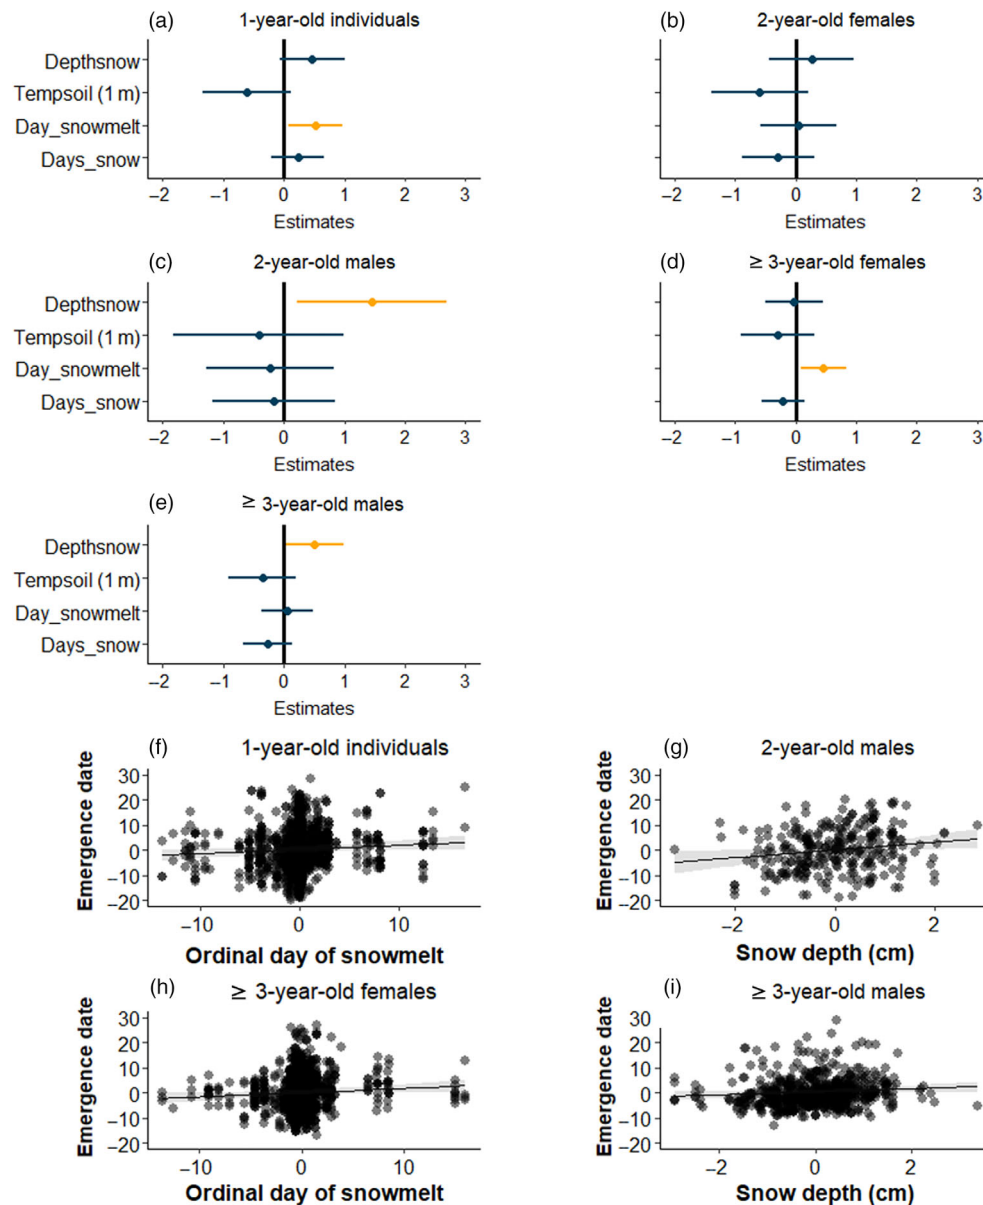 (a)
1-year-old individuals
Depthsnow
Tempsoil (1 m)
Day_snowmelt
Days_snow
–2 –1 0 1 2 3
Estimates
(b)
2-year-old females
–2 –1 0 1 2 3
Estimates
(c)
2-year-old males
Depthsnow
Tempsoil (1 m)
Day_snowmelt
Days_snow
–2 –1 0 1 2 3
Estimates
(d)
≥ 3-year-old females
–2 –1 0 1 2 3
Estimates
(e)
≥ 3-year-old males
Depthsnow
Tempsoil (1 m)
Day_snowmelt
Days_snow
–2 –1 0 1 2 3
Estimates
(f)
1-year-old individuals
Emergence date
30
20
10
0
–10
–20
–10 0 10
Ordinal day of snowmelt
(g)
2-year-old males
Emergence date
30
20
10
0
–10
–20
–2 0 2
Snow depth (cm)
(h)
≥ 3-year-old females
Emergence date
30
20
10
0
–10
–20
–10 0 10
Ordinal day of snowmelt
(i)
≥ 3-year-old males
Emergence date
30
20
10
0
–10
–20
–2 0 2
Snow depth (cm)